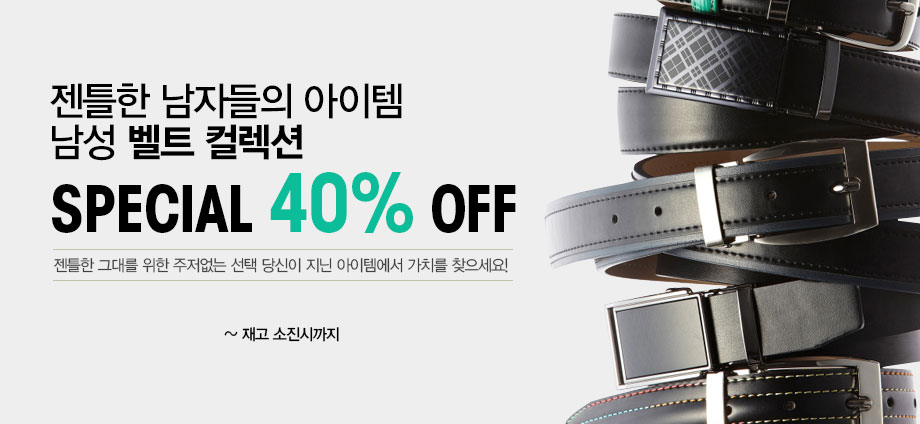 젠틀한 남자들의 아이템
남성 벨트 컬렉션
SPECIAL 40% OFF
젠틀한 그대를 위한 주저없는 선택 당신이 지닌 아이템에서 가치를 찾으세요!
~ 재고 소진시까지